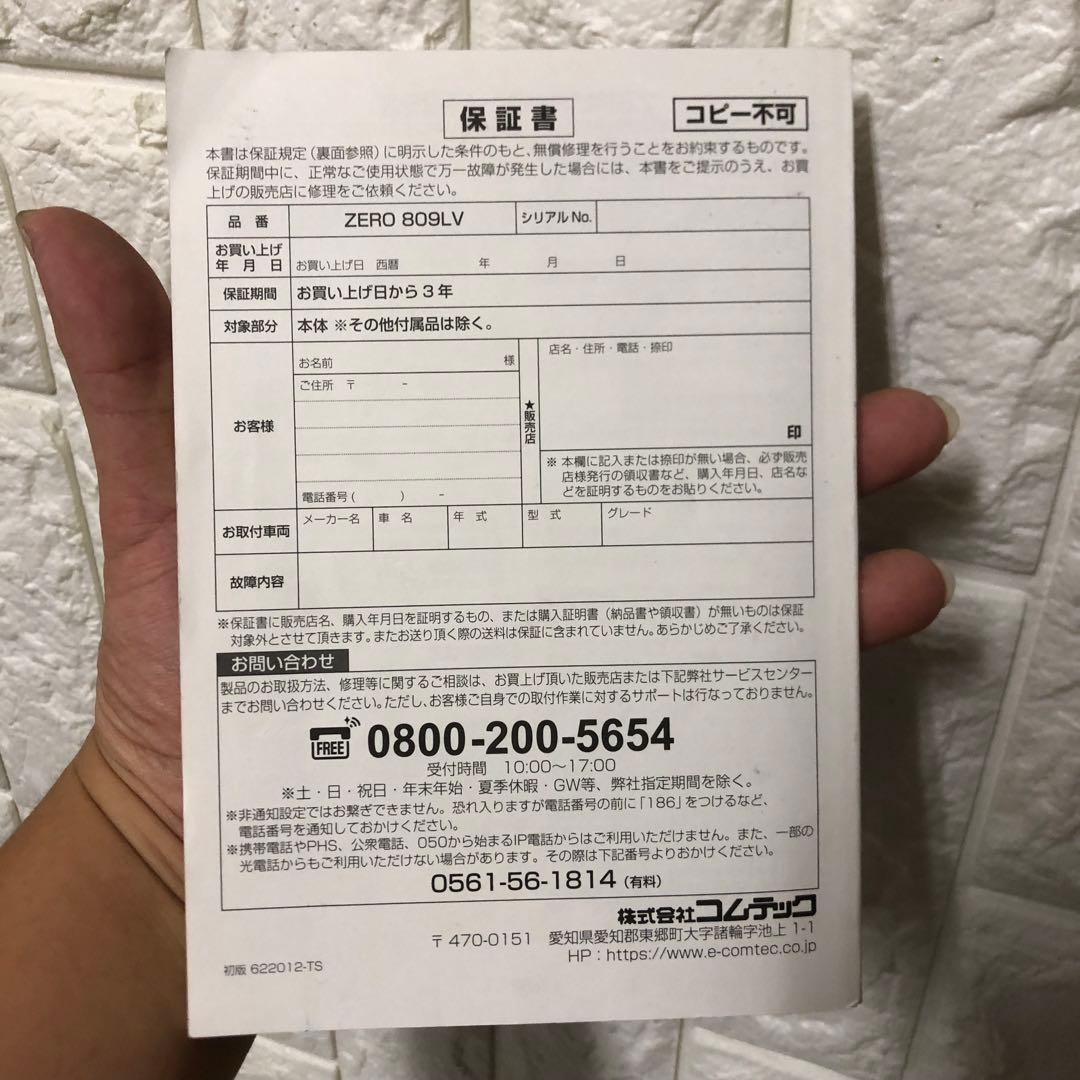 保証書
コピー不可
本書は保証規定（裏面参照）に明示した条件のもと、無償修理を行うことをお約束するものです。
保証期間中に、正常なご使用状態で万一故障が発生した場合には、本書をご提示のうえ、お買
上げの販売店に修理をご依頼ください。
品 番 ZERO 809LV シリアルNo.
お買い上げ
年 月 日
お買い上げ日 西暦 年 月 日
保証期間 お買い上げ日から3年
対象部分 本体 ※その他付属品は除く。
お客様
お名前 様
ご住所 〒 -
電話番号( ) -
★販売店
店名・住所・電話・捺印
印
※ 本欄に記入または捺印が無い場合、必ず販売
店様発行の領収書など、購入年月日、店名な
どを証明するものをお貼りください。
お取付車両 メーカー名 車 名 年 式 型 式 グレード
故障内容
※保証書に販売店名、購入年月日を証明するもの、または購入証明書（納品書や領収書）が無いものは保証
対象外とさせて頂きます。またお送り頂く際の送料は保証に含まれていません。あらかじめご了承ください。
お問い合わせ
製品のお取扱方法、修理等に関するご相談は、お買上げ頂いた販売店または下記弊社サービスセンター
までお問い合わせください。ただし、お客様ご自身での取付作業に対するサポートは行なっておりません。
FREE 0800-200-5654
受付時間 10:00～17:00
※土・日・祝日・年末年始・夏季休暇・GW等、弊社指定期間を除く。
※非通知設定ではお繋ぎできません。恐れ入りますが電話番号の前に「186」をつけるなど、
電話番号を通知しておかけください。
※携帯電話やPHS、公衆電話、050から始まるIP電話からはご利用いただけません。また、一部の
光電話からもご利用いただけない場合があります。その際は下記番号よりおかけください。
0561-56-1814（有料）
株式会社コムテック
〒470-0151 愛知県愛知郡東郷町大字諸輪字池上 1-1
HP：https://www.e-comtec.co.jp
初版 622012-TS